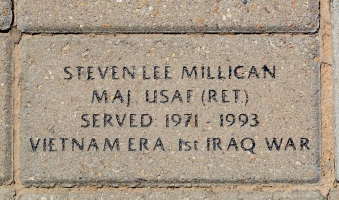 STEVEN LEE MILLICAN
MAJ. USAF (RET.)
SERVED: 1971 - 1993
VIETNAM ERA, 1st IRAQ WAR